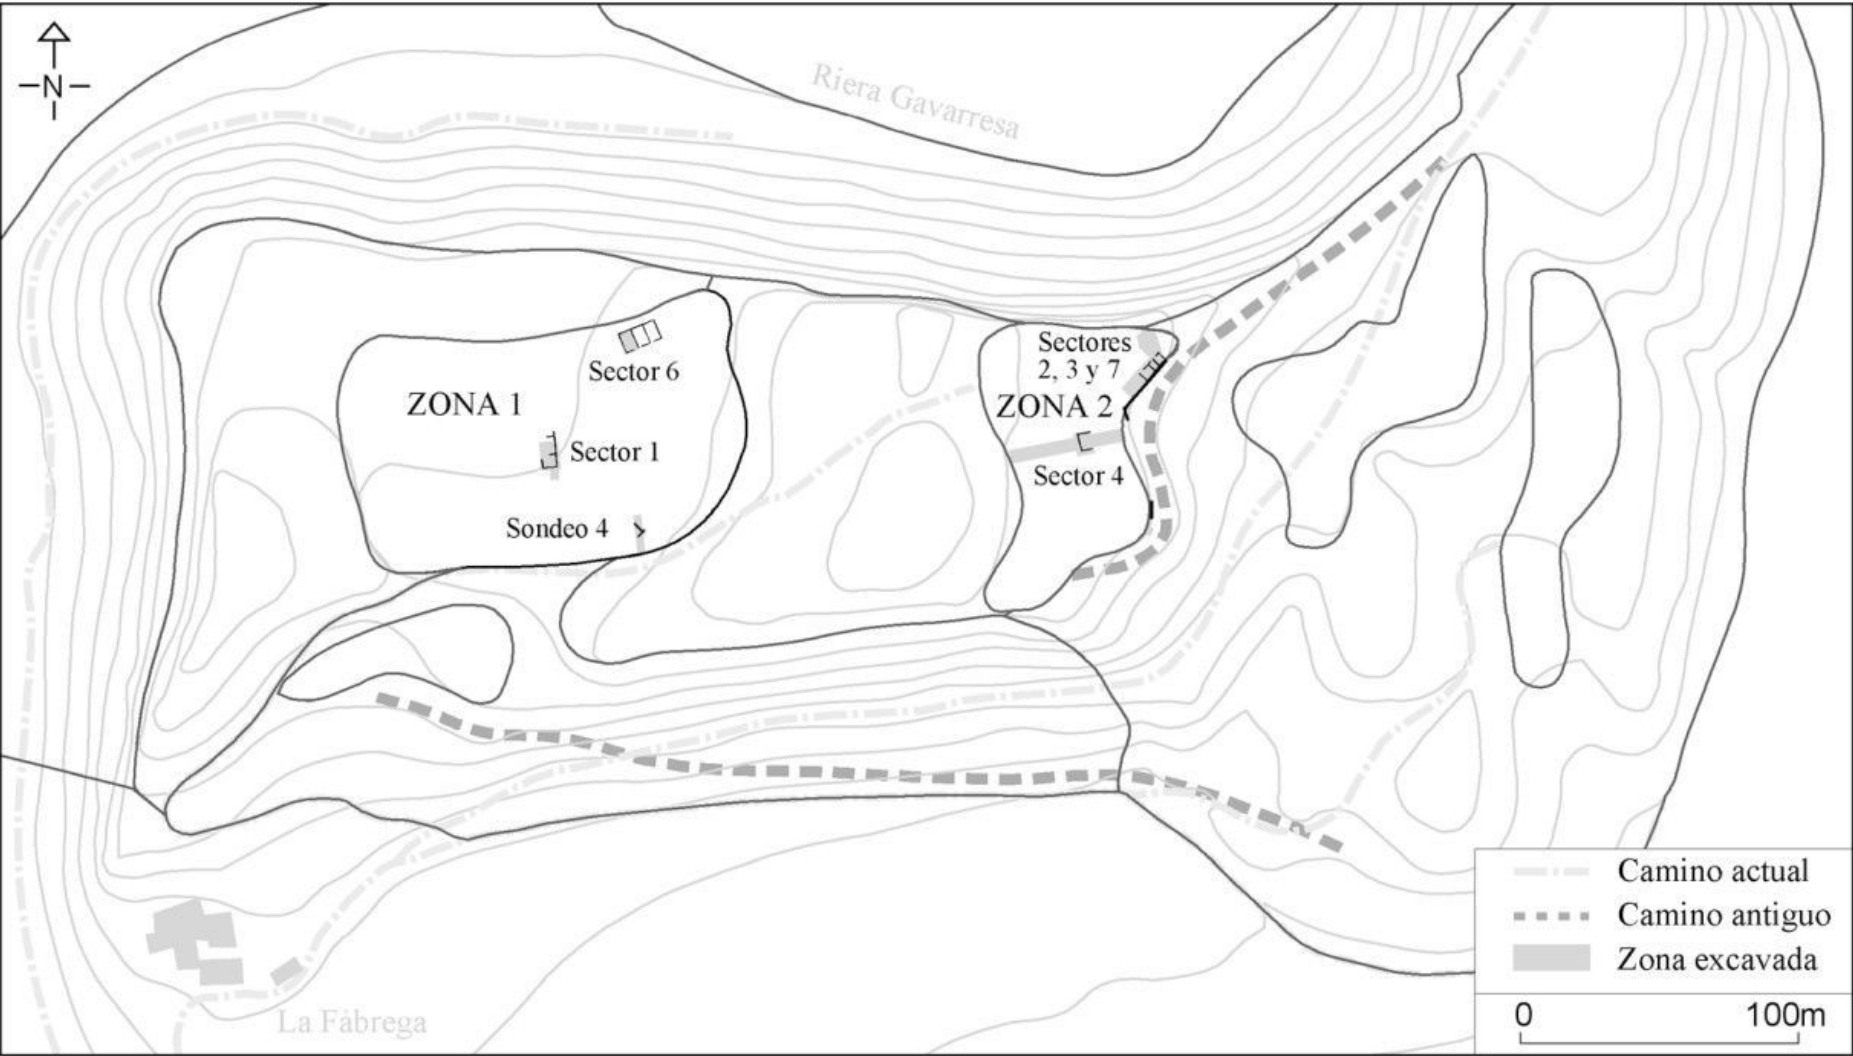 N
Riera Gavarresa
Sectores
2, 3 y 7
Sector 6
ZONA 1
ZONA 2
Sector 1
Sector 4
Sondeo 4
Camino actual
Camino antiguo
Zona excavada
La Fàbrega
0 100m